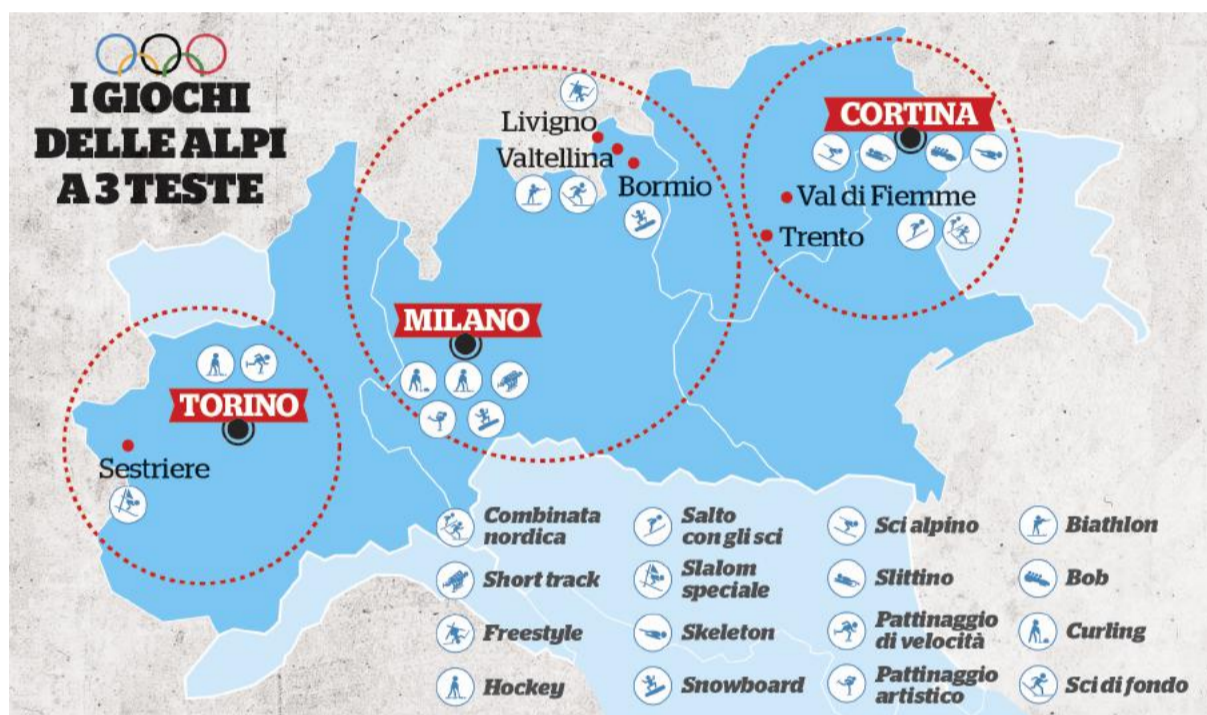 I GIOCHI
DELLE ALPI
A 3 TESTE
Livigno
Valtellina
Bormio
CORTINA
Val di Fiemme
Trento
MILANO
TORINO
Sestriere
Combinata
nordica
Salto
con gli sci
Sci alpino
Biathlon
Short track
Slalom
speciale
Slittino
Bob
Freestyle
Skeleton
Pattinaggio
di velocità
Curling
Hockey
Snowboard
Pattinaggio
artistico
Sci di fondo